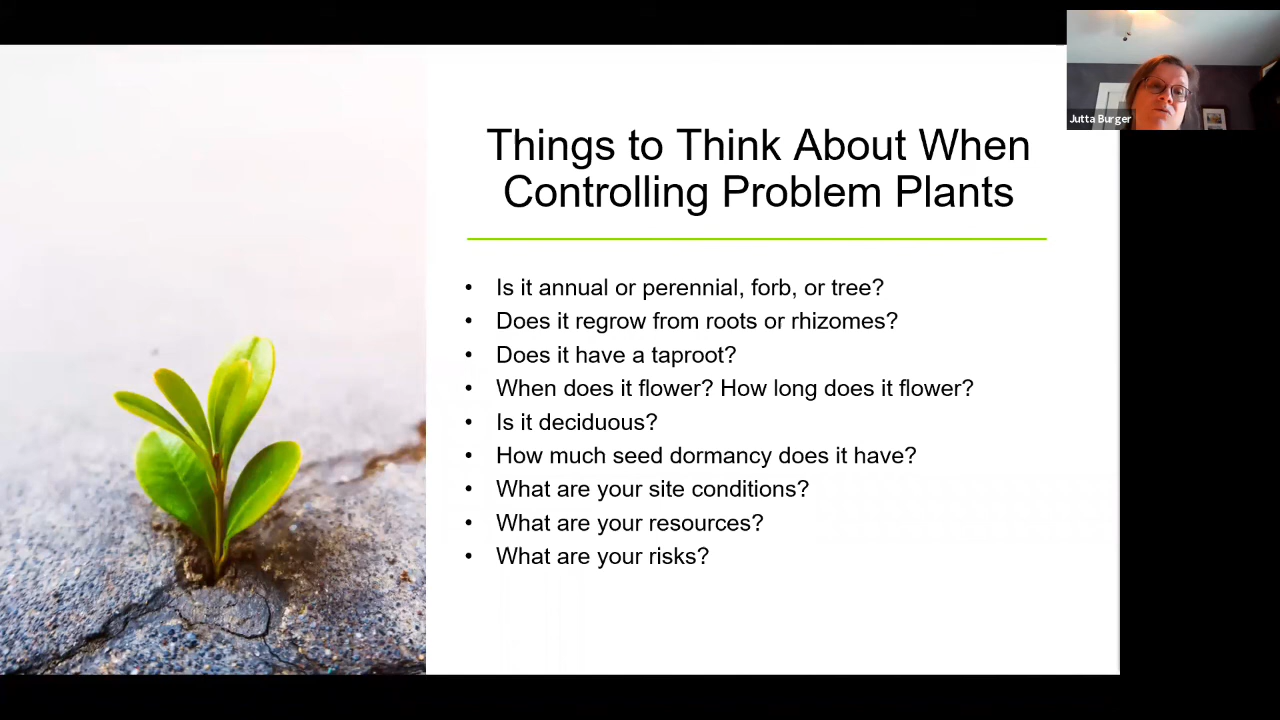 Jutta Burger
Things to Think About When
Controlling Problem Plants
• Is it annual or perennial, forb, or tree?
• Does it regrow from roots or rhizomes?
• Does it have a taproot?
• When does it flower? How long does it flower?
• Is it deciduous?
• How much seed dormancy does it have?
• What are your site conditions?
• What are your resources?
• What are your risks?